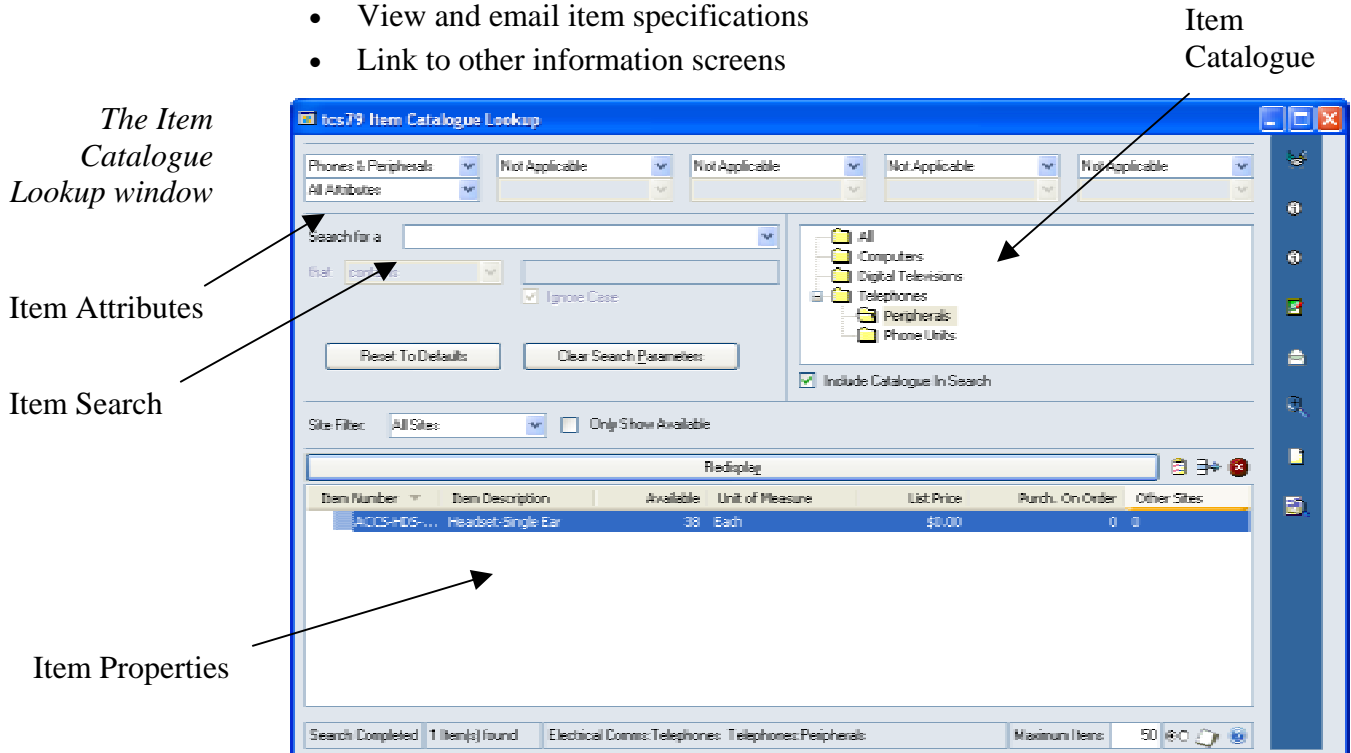 • View and email item specifications
• Link to other information screens
Item
Catalogue
The Item
Catalogue
Lookup window
tcs79 Item Catalogue Lookup
Phones & Peripherals Not Applicable Not Applicable Not Applicable Not Applicable
All Attributes
Search for a
that contains
Ignore Case
Reset To Defaults Clear Search Parameters
All
Computers
Digital Televisions
Telephones
Peripherals
Phone Units
Include Catalogue In Search
Item Attributes
Item Search
Site Filter: All Sites Only Show Available
Redisplay
Item Number Item Description Available Unit of Measure List Price Purch. On Order Other Sites
ACCS-HDS-... Headset-Single Ear 38 Each $0.00 0 0
Item Properties
Search Completed 1 Item(s) found Electrical Comms: Telephones: Telephones:Peripherals Maximum Items: 50